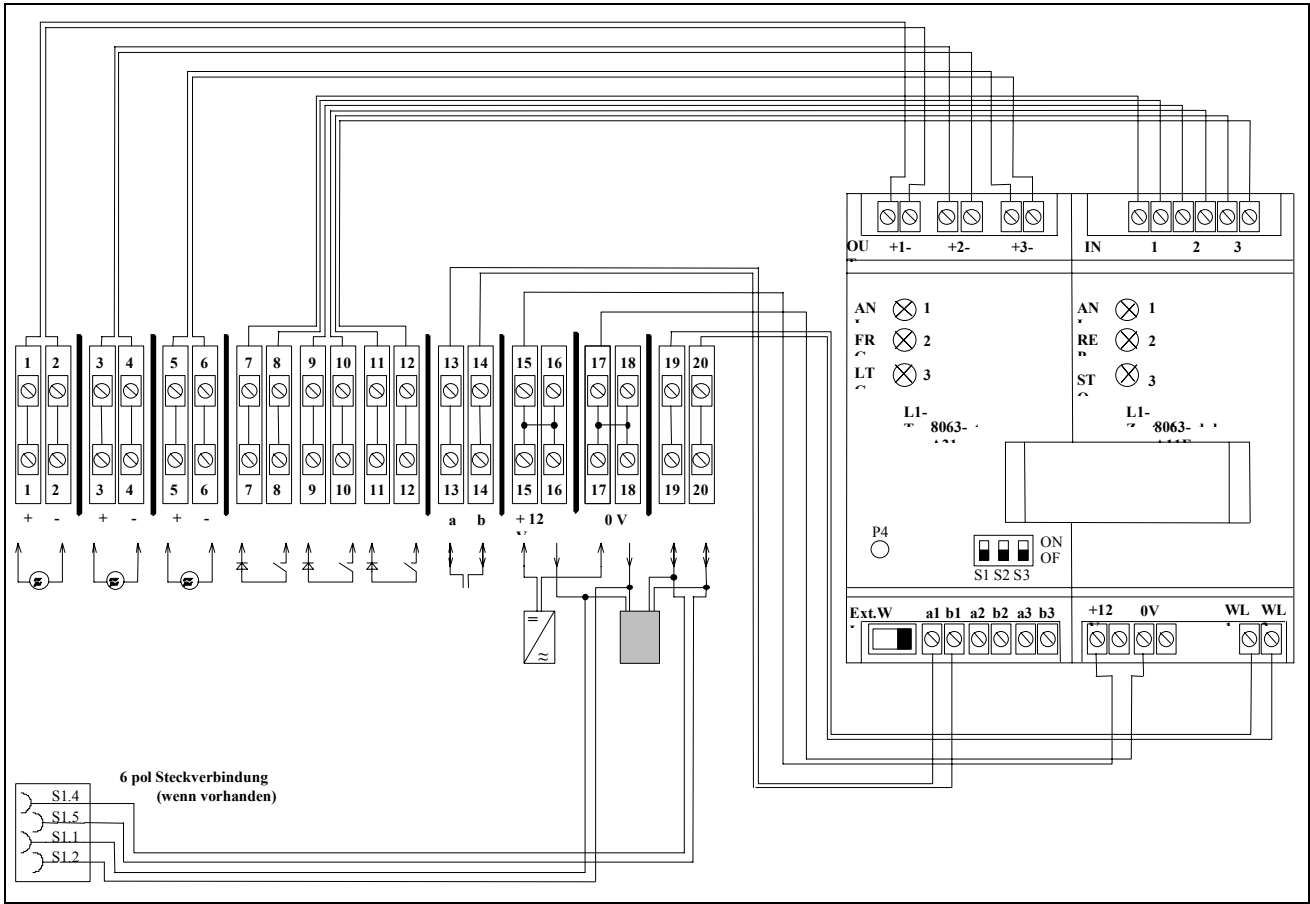 OU +1- +2- +3- IN 1 2 3
AN 1 AN 1
FR 2 RE 2
LT 3 ST 3
L1- L1-
8063- 8063-
1 2 3 4 5 6 7 8 9 10 11 12 13 14 15 16 17 18 19 20
1 2 3 4 5 6 7 8 9 10 11 12 13 14 15 16 17 18 19 20
+ - + - + - a b + 12 0 V
P4
ON
OF
S1 S2 S3
Ext.W a1 b1 a2 b2 a3 b3 +12 0V WL WL
6 pol Steckverbindung
(wenn vorhanden)
S1.4
S1.5
S1.1
S1.2